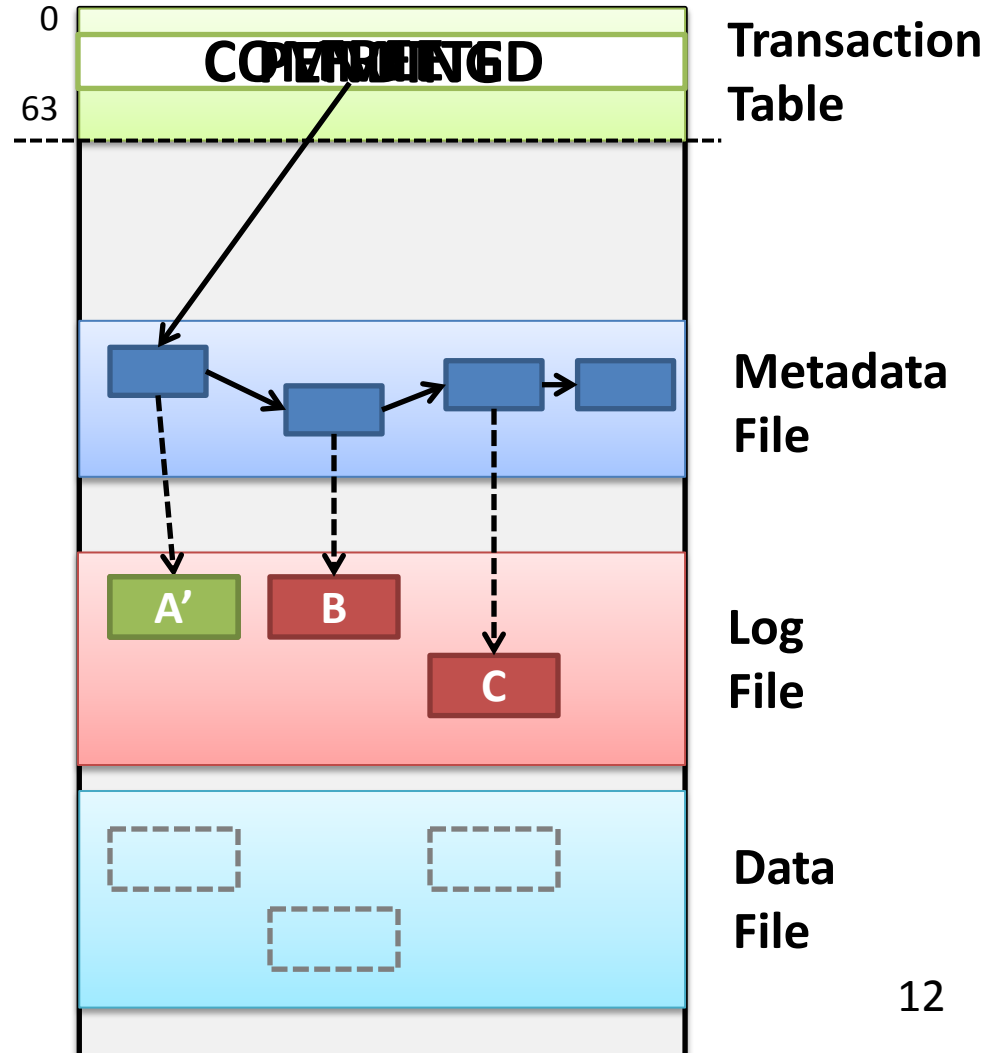 0
Transaction
Table
63
Metadata
File
A’
B
C
Log
File
Data
File
12